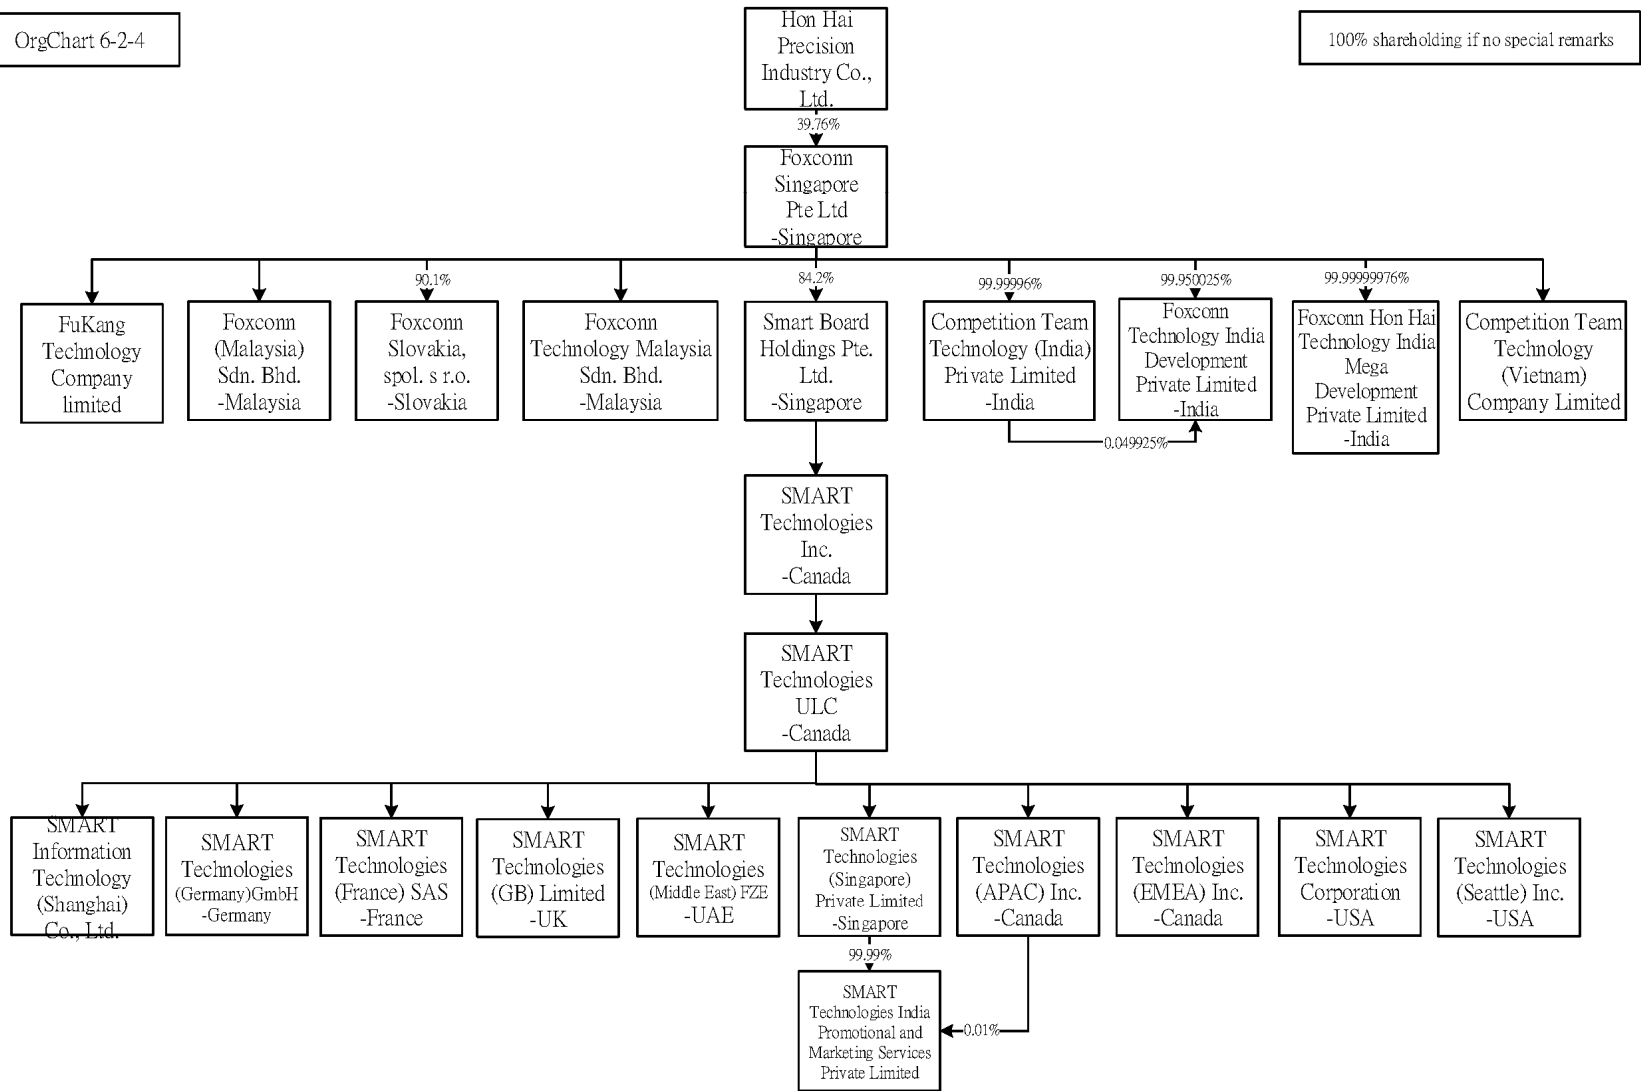 OrgChart 6-2-4
100% shareholding if no special remarks
Hon Hai
Precision
Industry Co.,
Ltd.
39.76%
Foxconn
Singapore
Pte Ltd
-Singapore
90.1%
84.2%
99.99996%
99.950025%
99.99999976%
FuKang
Technology
Company
limited
Foxconn
(Malaysia)
Sdn. Bhd.
-Malaysia
Foxconn
Slovakia,
spol. s r.o.
-Slovakia
Foxconn
Technology Malaysia
Sdn. Bhd.
-Malaysia
Smart Board
Holdings Pte.
Ltd.
-Singapore
Competition Team
Technology (India)
Private Limited
-India
Foxconn
Technology India
Development
Private Limited
-India
Foxconn Hon Hai
Technology India
Mega
Development
Private Limited
-India
Competition Team
Technology
(Vietnam)
Company Limited
0.049925%
SMART
Technologies
Inc.
-Canada
SMART
Technologies
ULC
-Canada
SMART
Information
Technology
(Shanghai)
Co., Ltd.
SMART
Technologies
(Germany)GmbH
-Germany
SMART
Technologies
(France) SAS
-France
SMART
Technologies
(GB) Limited
-UK
SMART
Technologies
(Middle East) FZE
-UAE
SMART
Technologies
(Singapore)
Private Limited
-Singapore
SMART
Technologies
(APAC) Inc.
-Canada
SMART
Technologies
(EMEA) Inc.
-Canada
SMART
Technologies
Corporation
-USA
SMART
Technologies
(Seattle) Inc.
-USA
99.99%
SMART
Technologies India
Promotional and
Marketing Services
Private Limited
0.01%